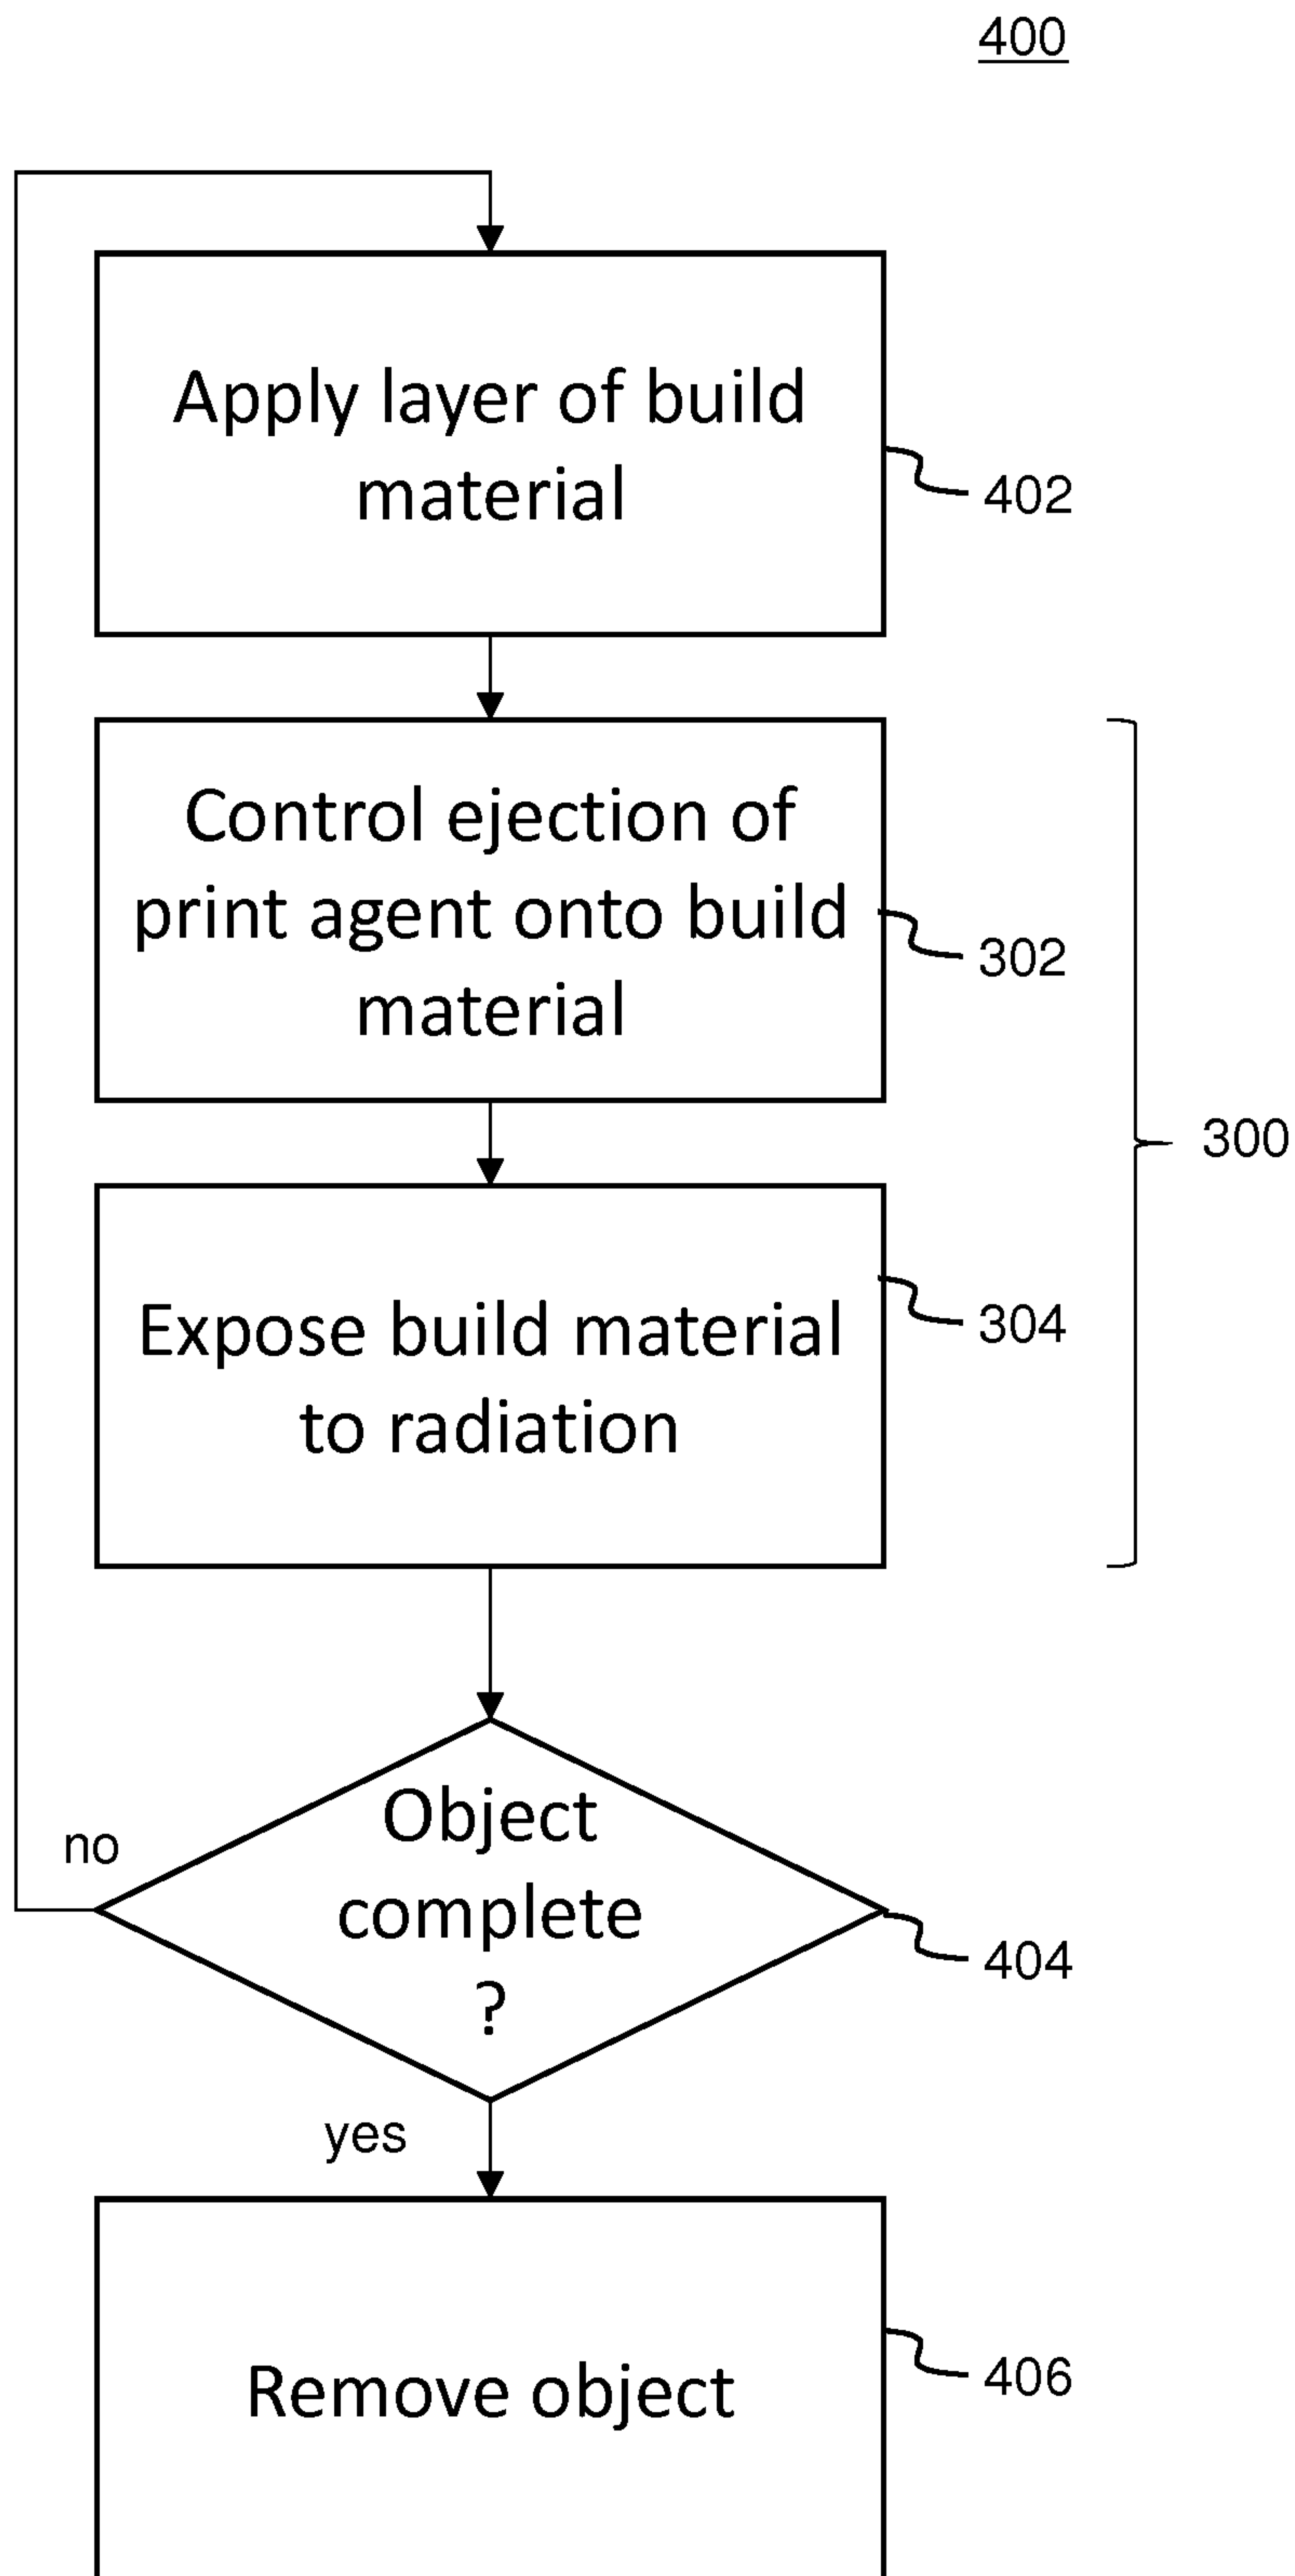 400
Apply layer of build
material
402
Control ejection of
print agent onto build
material
302
300
Expose build material
to radiation
304
Object
complete
?
no
404
yes
Remove object
406